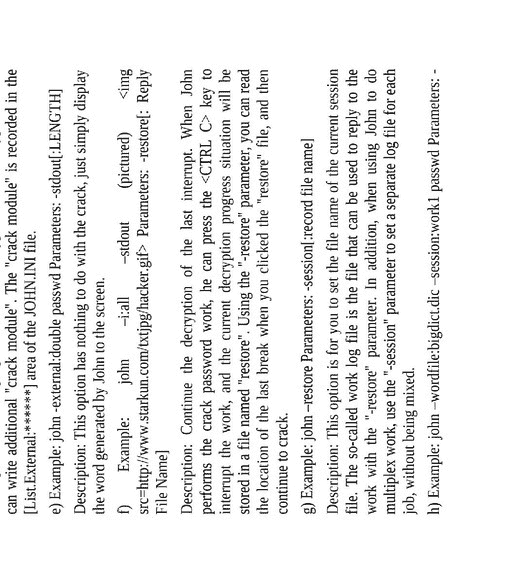 can write additional "crack module". The "crack module" is recorded in the
[List.External:******] area of the JOHN.INI file.
e) Example: john -external:double passwd Parameters: -stdout[:LENGTH]
Description: This option has nothing to do with the crack, just simply display
the word generated by John to the screen.
f) Example: john –i:all –stdout (pictured) <img
src=http://www.starkun.com/txtjpg/hacker.gif> Parameters: -restore[: Reply
File Name]
Description: Continue the decryption of the last interrupt. When John
performs the crack password work, he can press the <CTRL C> key to
interrupt the work, and the current decryption progress situation will be
stored in a file named "restore". Using the "-restore" parameter, you can read
the location of the last break when you clicked the "restore" file, and then
continue to crack.
g) Example: john –restore Parameters: -session[:record file name]
Description: This option is for you to set the file name of the current session
file. The so-called work log file is the file that can be used to reply to the
work with the "-restore" parameter. In addition, when using John to do
multiplex work, use the "-session" parameter to set a separate log file for each
job, without being mixed.
h) Example: john –wordfile:bigdict.dic –session:work1 passwd Parameters: -